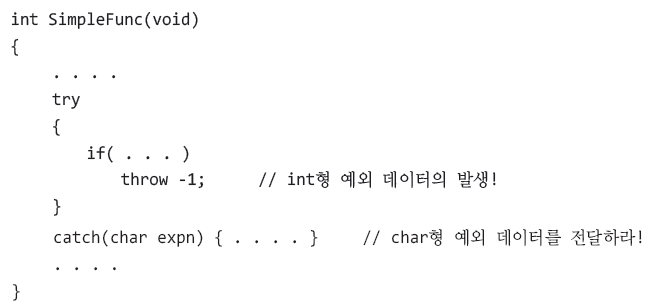 int SimpleFunc(void)
{
    . . . .
    try
    {
        if( . . . )
            throw -1;      // int형 예외 데이터의 발생!
    }
    catch(char expn) { . . . . }     // char형 예외 데이터를 전달하라!
    . . . .
}